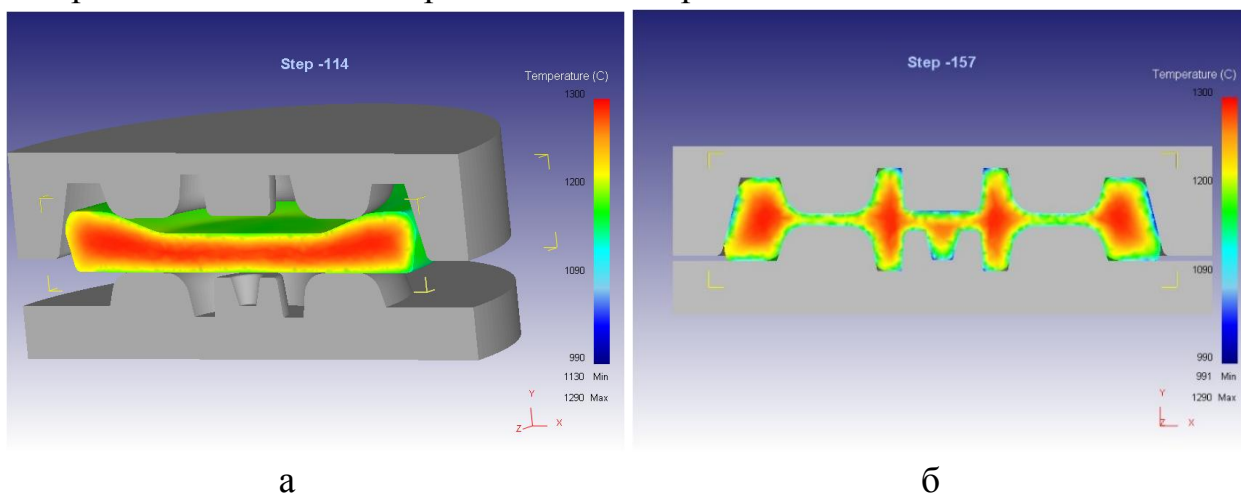 Step -114
Temperature (C)
1300
1200
1090
990
1130 Min
1290 Max
Y
Z X
Step -157
Temperature (C)
1300
1200
1090
990
991 Min
1290 Max
Y
Z X
а
б